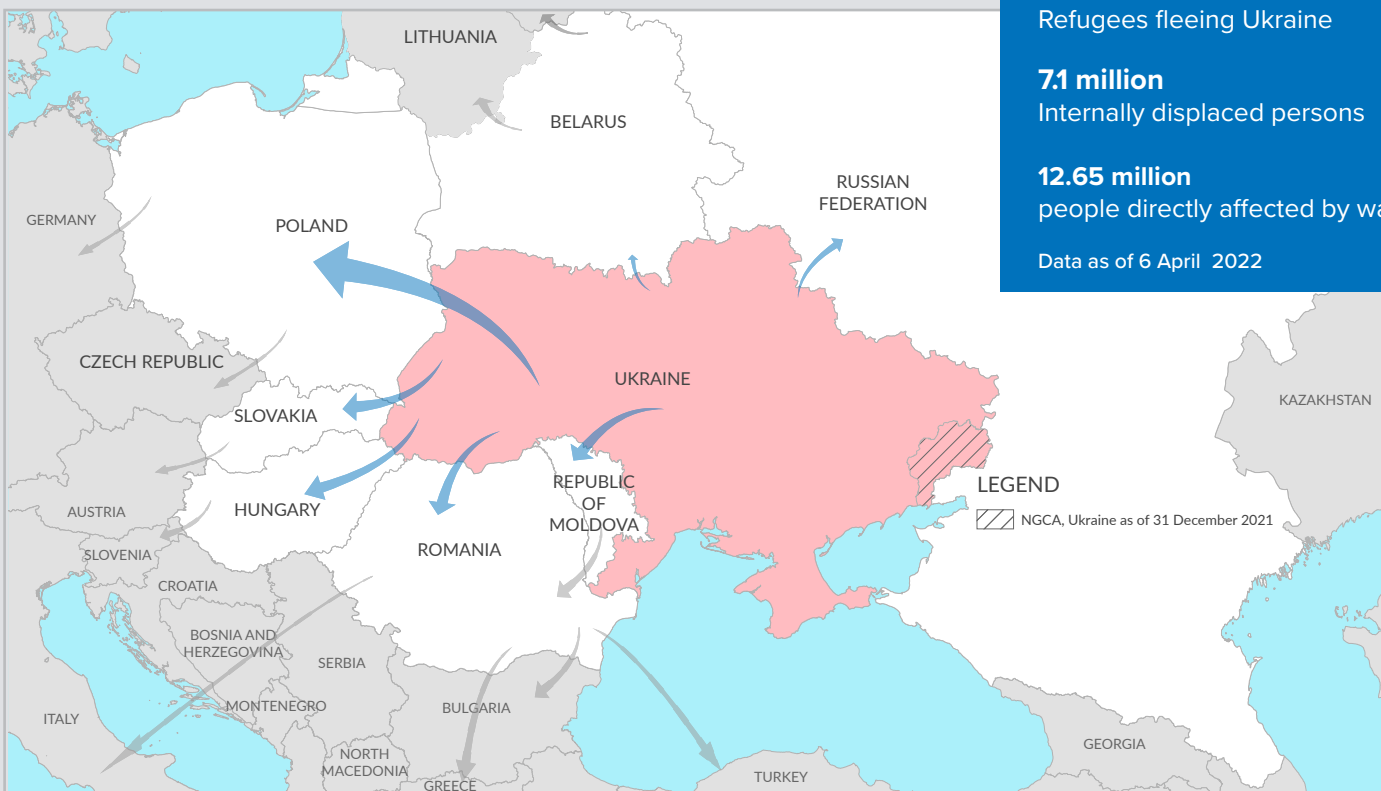 Refugees fleeing Ukraine
7.1 million
Internally displaced persons
12.65 million
people directly affected by wa
Data as of 6 April 2022
LITHUANIA
BELARUS
RUSSIAN
FEDERATION
GERMANY
POLAND
CZECH REPUBLIC
UKRAINE
KAZAKHSTAN
SLOVAKIA
REPUBLIC
OF
MOLDOVA
LEGEND
NGCA, Ukraine as of 31 December 2021
HUNGARY
AUSTRIA
ROMANIA
SLOVENIA
CROATIA
BOSNIA AND
HERZEGOVINA
SERBIA
MONTENEGRO
BULGARIA
ITALY
NORTH
MACEDONIA
GEORGIA
GREECE
TURKEY